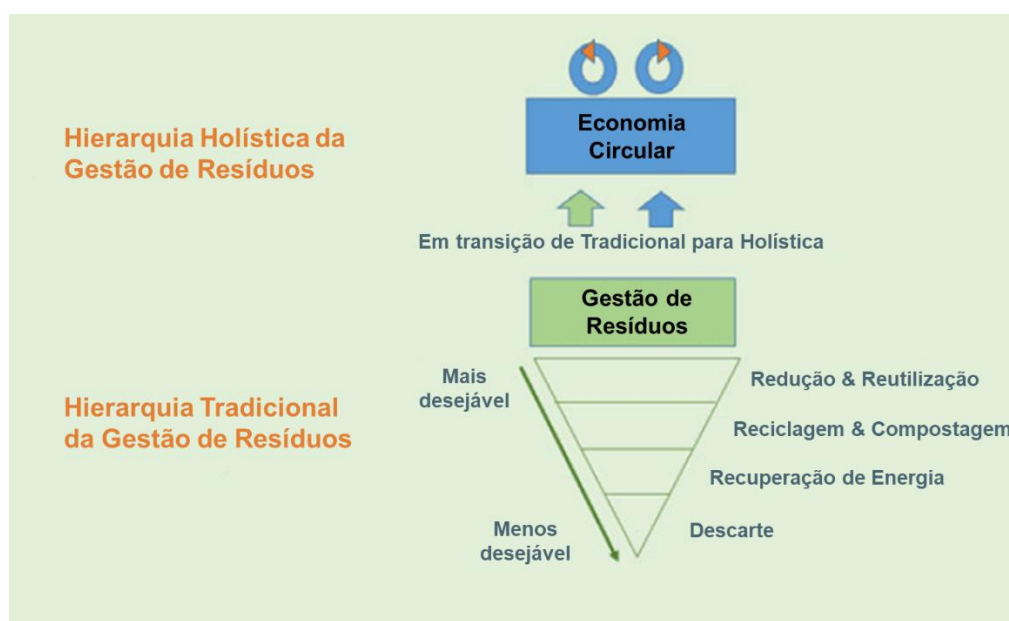 Economia
Circular
Hierarquia Holística da
Gestão de Resíduos
Em transição de Tradicional para Holística
Gestão de
Resíduos
Mais
desejável
Redução & Reutilização
Hierarquia Tradicional
da Gestão de Resíduos
Reciclagem & Compostagem
Recuperação de Energia
Menos
desejável
Descarte